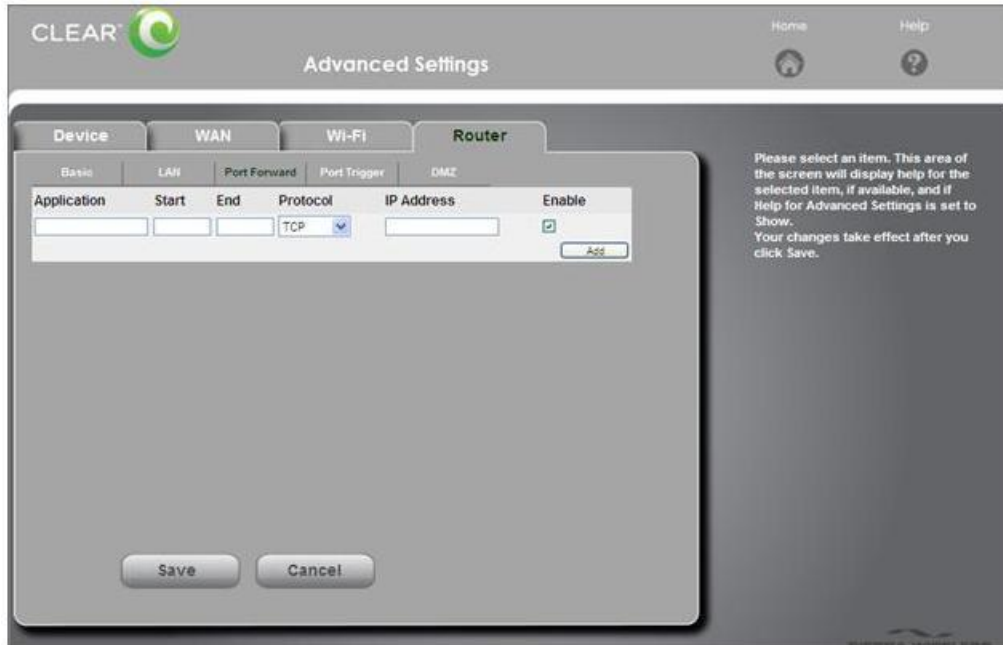 CLEAR
Home
Help
Advanced Settings
Device
WAN
Wi-Fi
Router
Basic
LAN
Port Forward
Port Trigger
DMZ
Application
Start
End
Protocol
IP Address
Enable
TCP
Add
Please select an item. This area of
the screen will display help for the
selected item, if available, and if
Help for Advanced Settings is set to
Show.
Your changes take effect after you
click Save.
Save
Cancel